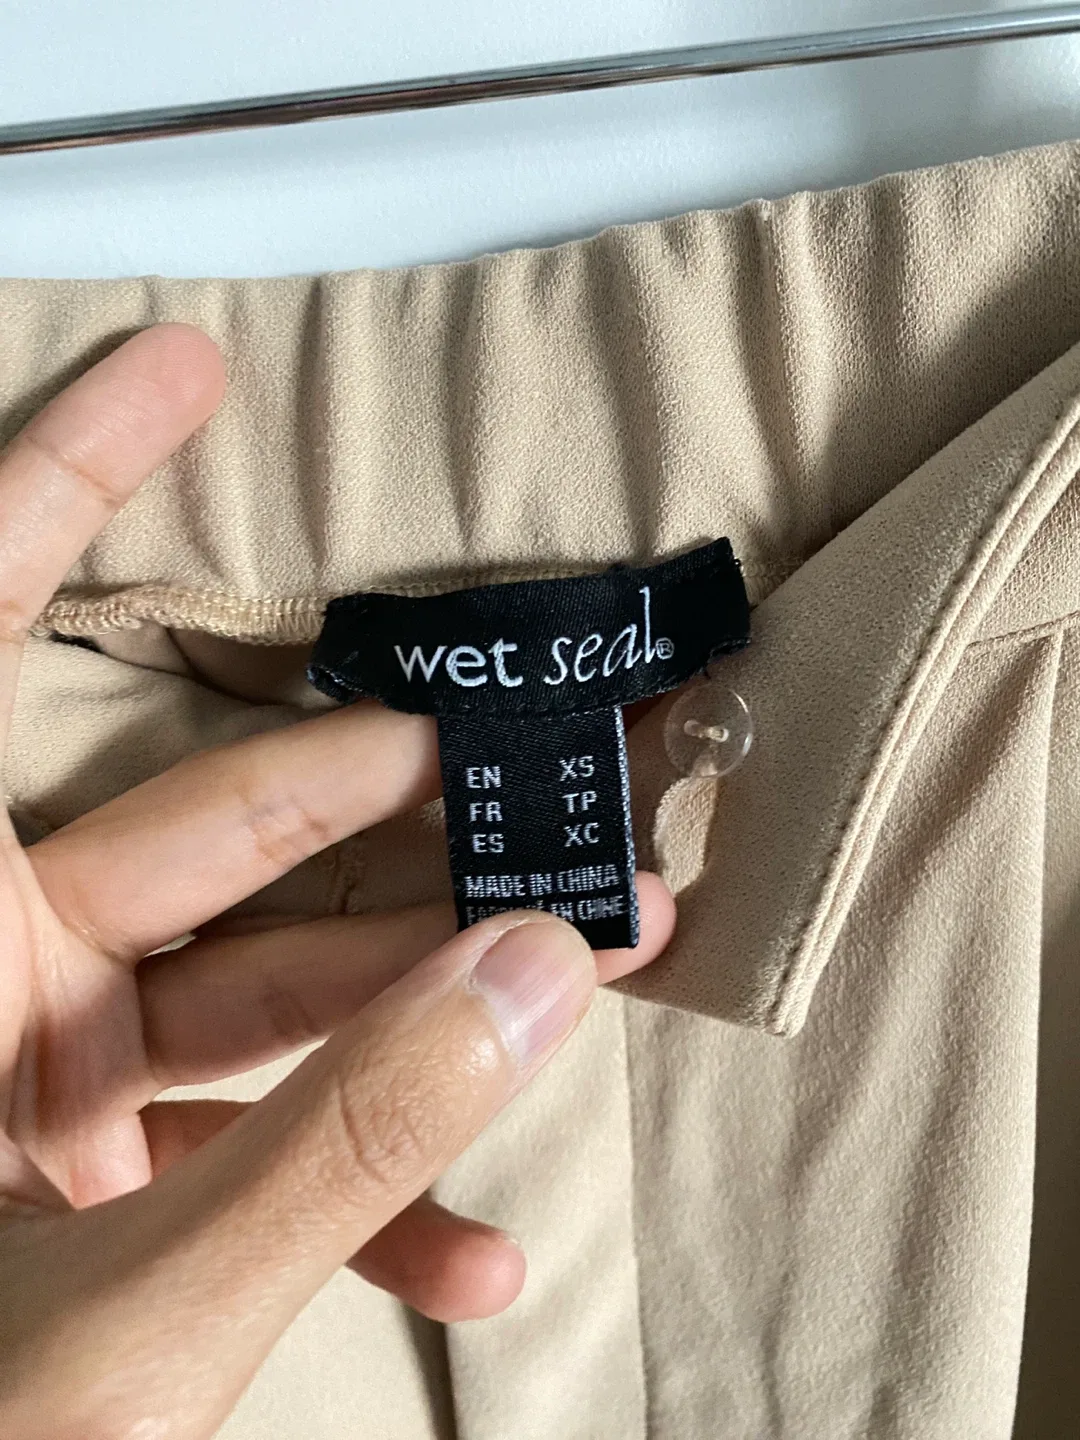 wet seal®
EN XS
FR TP
ES XC
MADE IN CHINA
EN CHINE